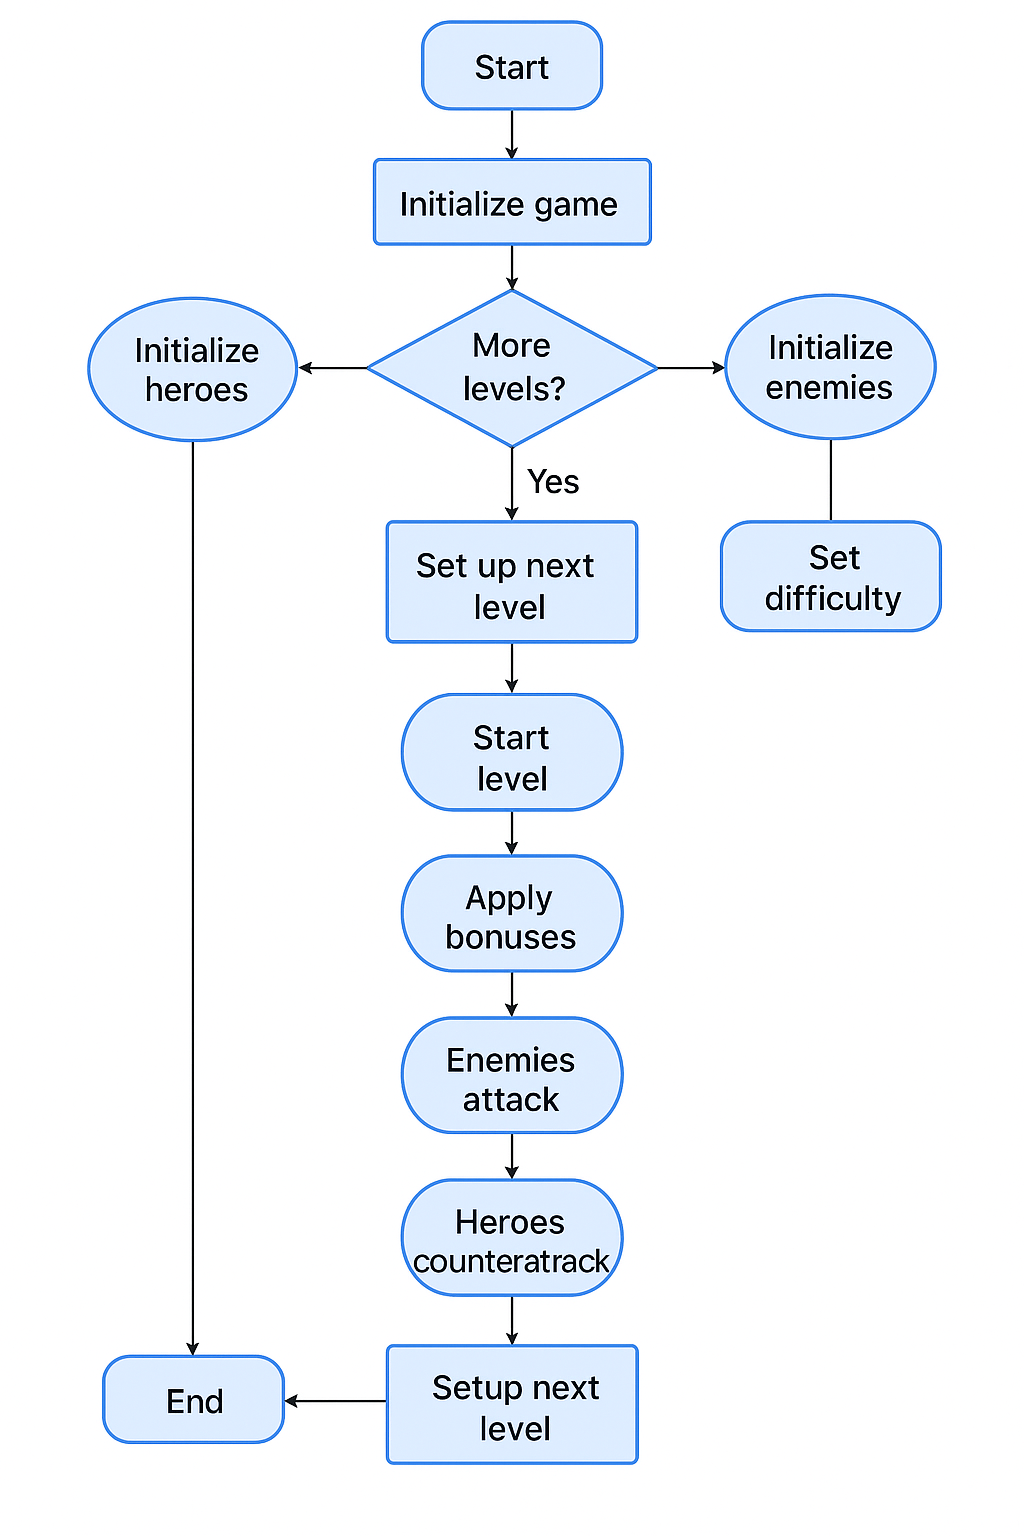 Start
Initialize game
Initialize
heroes
More
levels?
Initialize
enemies
Yes
Set up next
level
Set
difficulty
Start
level
Apply
bonuses
Enemies
attack
Heroes
counteratrack
Setup next
level
End